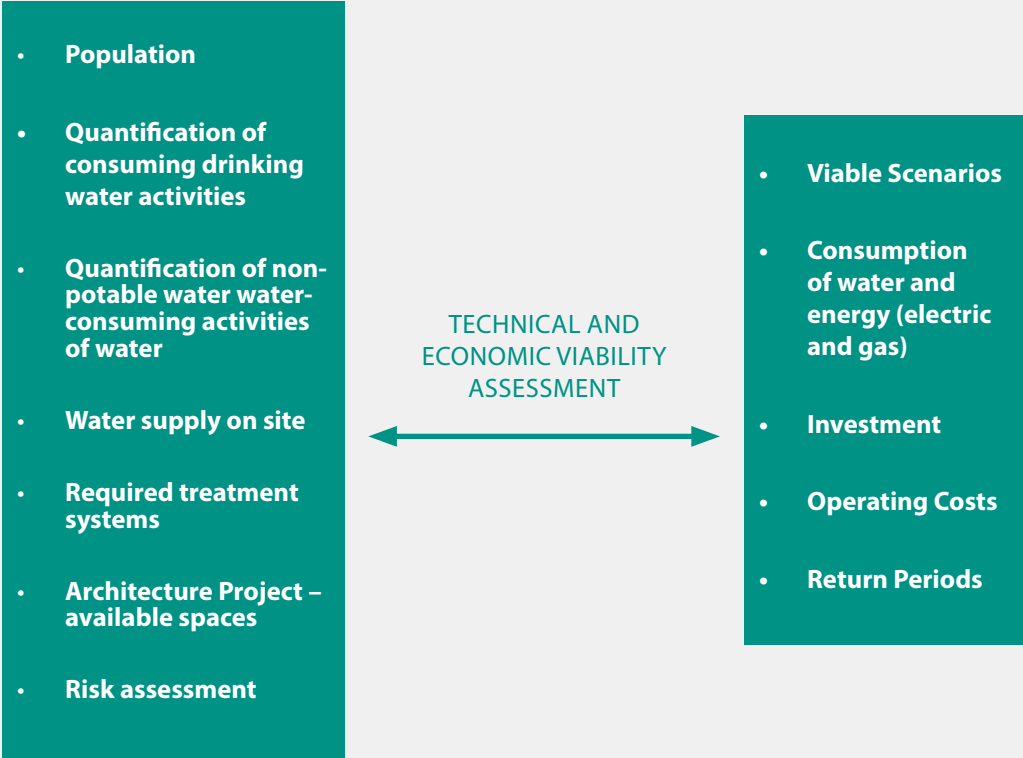 • Population
• Quantification of
consuming drinking
water activities
• Quantification of non-
potable water water-
consuming activities
of water
• Water supply on site
• Required treatment
systems
• Architecture Project –
available spaces
• Risk assessment
TECHNICAL AND
ECONOMIC VIABILITY
ASSESSMENT
• Viable Scenarios
• Consumption
of water and
energy (electric
and gas)
• Investment
• Operating Costs
• Return Periods